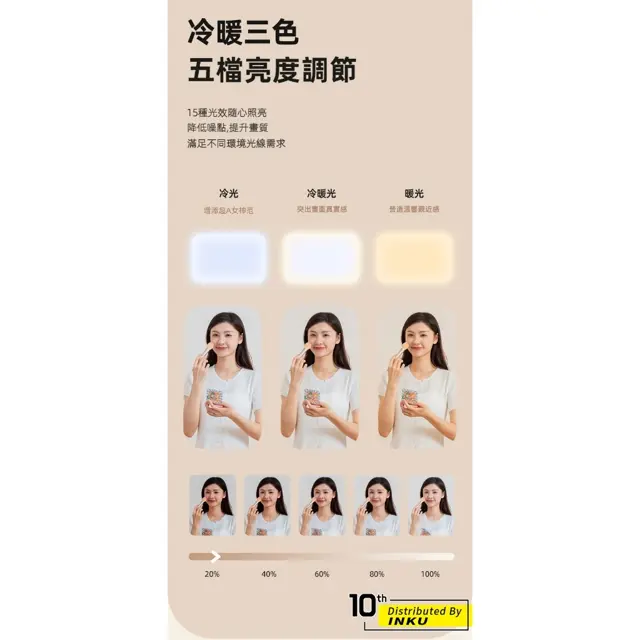 冷暖三色
五檔亮度調節
15種光效隨心照亮
降低噪點,提升畫質
滿足不同環境光線需求
冷光
冷暖光
暖光
突出畫面真實感
營造溫馨親近感
20%
40%
60%
80%
100%
10th
Distributed By
INKU